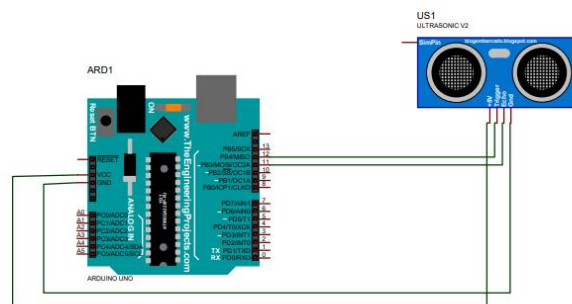 US1
ULTRASONIC V2
SimPin
blogembarcado.blogspot.com
+5V
Trigger
Echo
Gnd
ARD1
Reset BTN
ON
www.TheEngineeringProjects.com
AREF
RESET
VCC
GND
PB5/SCK
13
PB4/MISO
12
~PB3/MOSI/OC2A
11
~PB2/SS/OC1B
10
~PB1/OC1A
9
PB0/ICP1/CLKO
8
PD7/AIN1
7
~PD6/AIN0
6
~PD5/T1
5
PD4/T0/XCK
4
~PD3/INT1
3
PD2/INT0
2
TX PD1/TXD
1
RX PD0/RXD
0
ANALOG IN
A0
PC0/ADC0
A1
PC1/ADC1
A2
PC2/ADC2
A3
PC3/ADC3
A4
PC4/ADC4/SDA
A5
PC5/ADC5/SCL
ARDUINO UNO